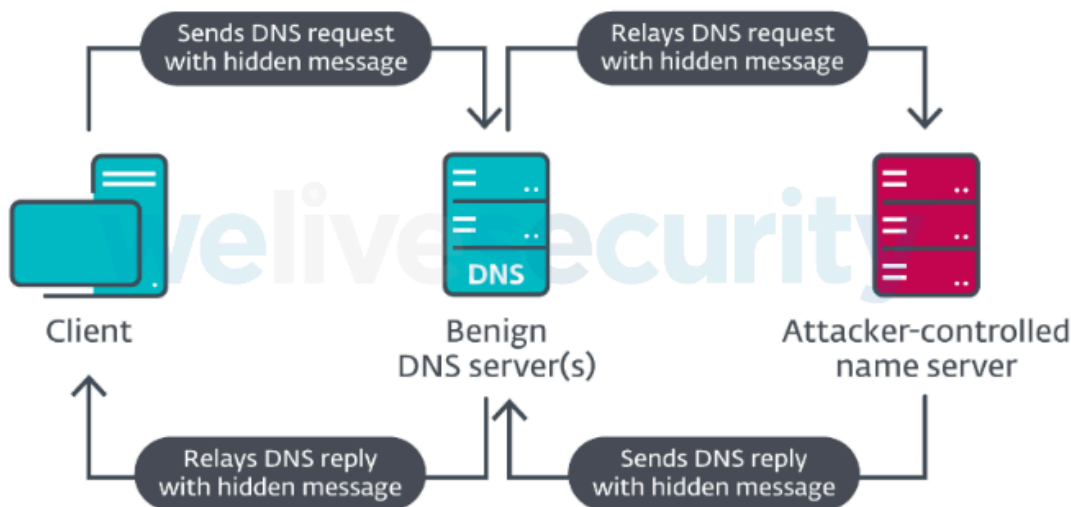 Sends DNS request
with hidden message
Relays DNS request
with hidden message
welivesecurity
DNS
Client
Benign
DNS server(s)
Attacker-controlled
name server
Relays DNS reply
with hidden message
Sends DNS reply
with hidden message